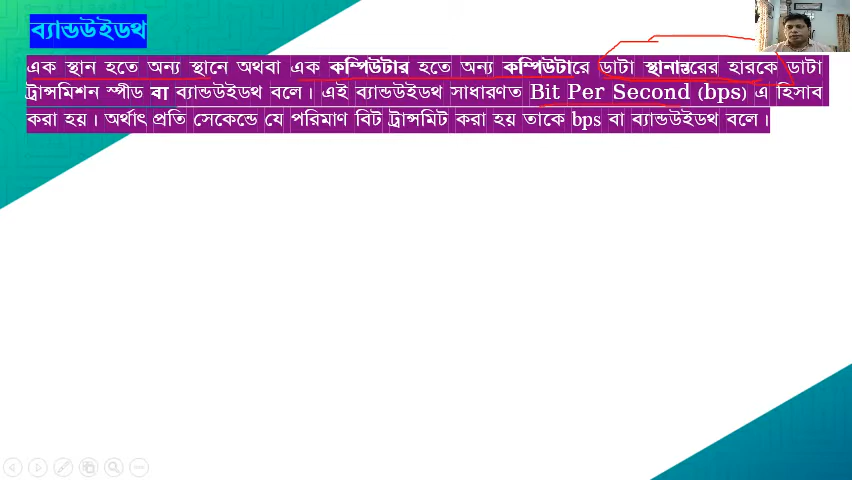 ব্যান্ডউইডথ
এক স্থান হতে অন্য স্থানে অথবা এক কম্পিউটার হতে অন্য কম্পিউটারে ডাটা স্থানান্তরের হারকে ডাটা
ট্রান্সমিশন স্পীড বা ব্যান্ডউইডথ বলে। এই ব্যান্ডউইডথ সাধারণত Bit Per Second (bps) এ হিসাব
করা হয়। অর্থাৎ প্রতি সেকেন্ডে যে পরিমাণ বিট ট্রান্সমিট করা হয় তাকে bps বা ব্যান্ডউইডথ বলে।